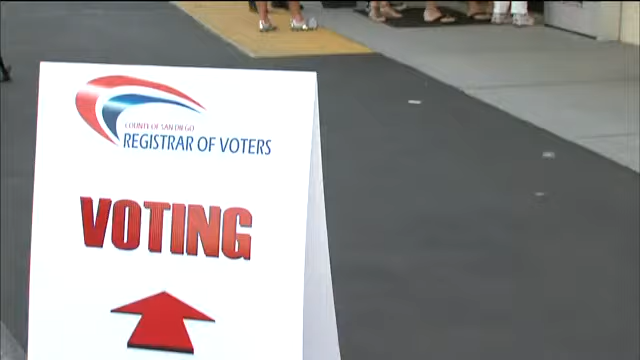 COUNTY OF SAN DIEGO
REGISTRAR OF VOTERS
VOTING